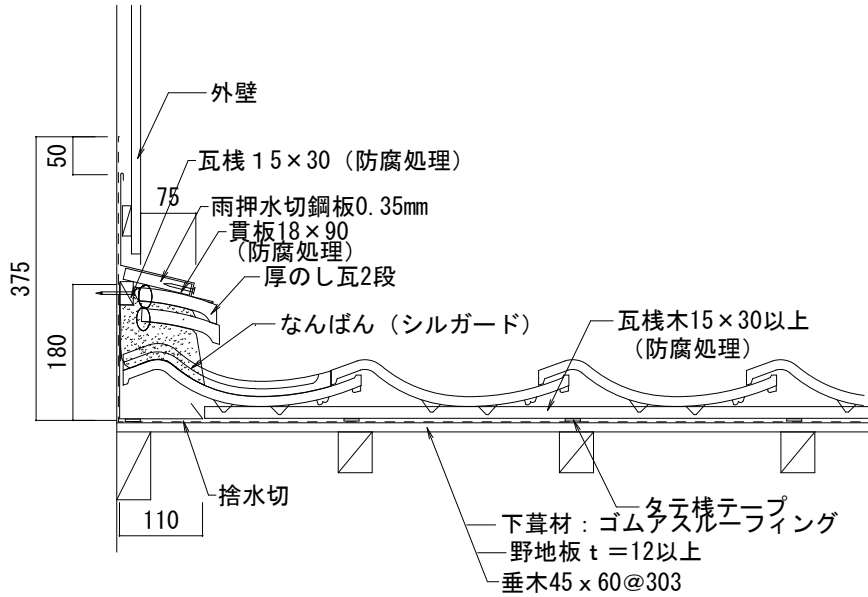 外壁
50
瓦桟１5×30（防腐処理）
75
雨押水切鋼板0.35mm
貫板18×90
（防腐処理）
375
厚のし瓦2段
180
なんばん（シルガード）
瓦桟木15×30以上
（防腐処理）
捨水切
タテ桟テープ
110
下葺材：ゴムアスルーフィング
野地板ｔ＝12以上
垂木45ｘ60@303